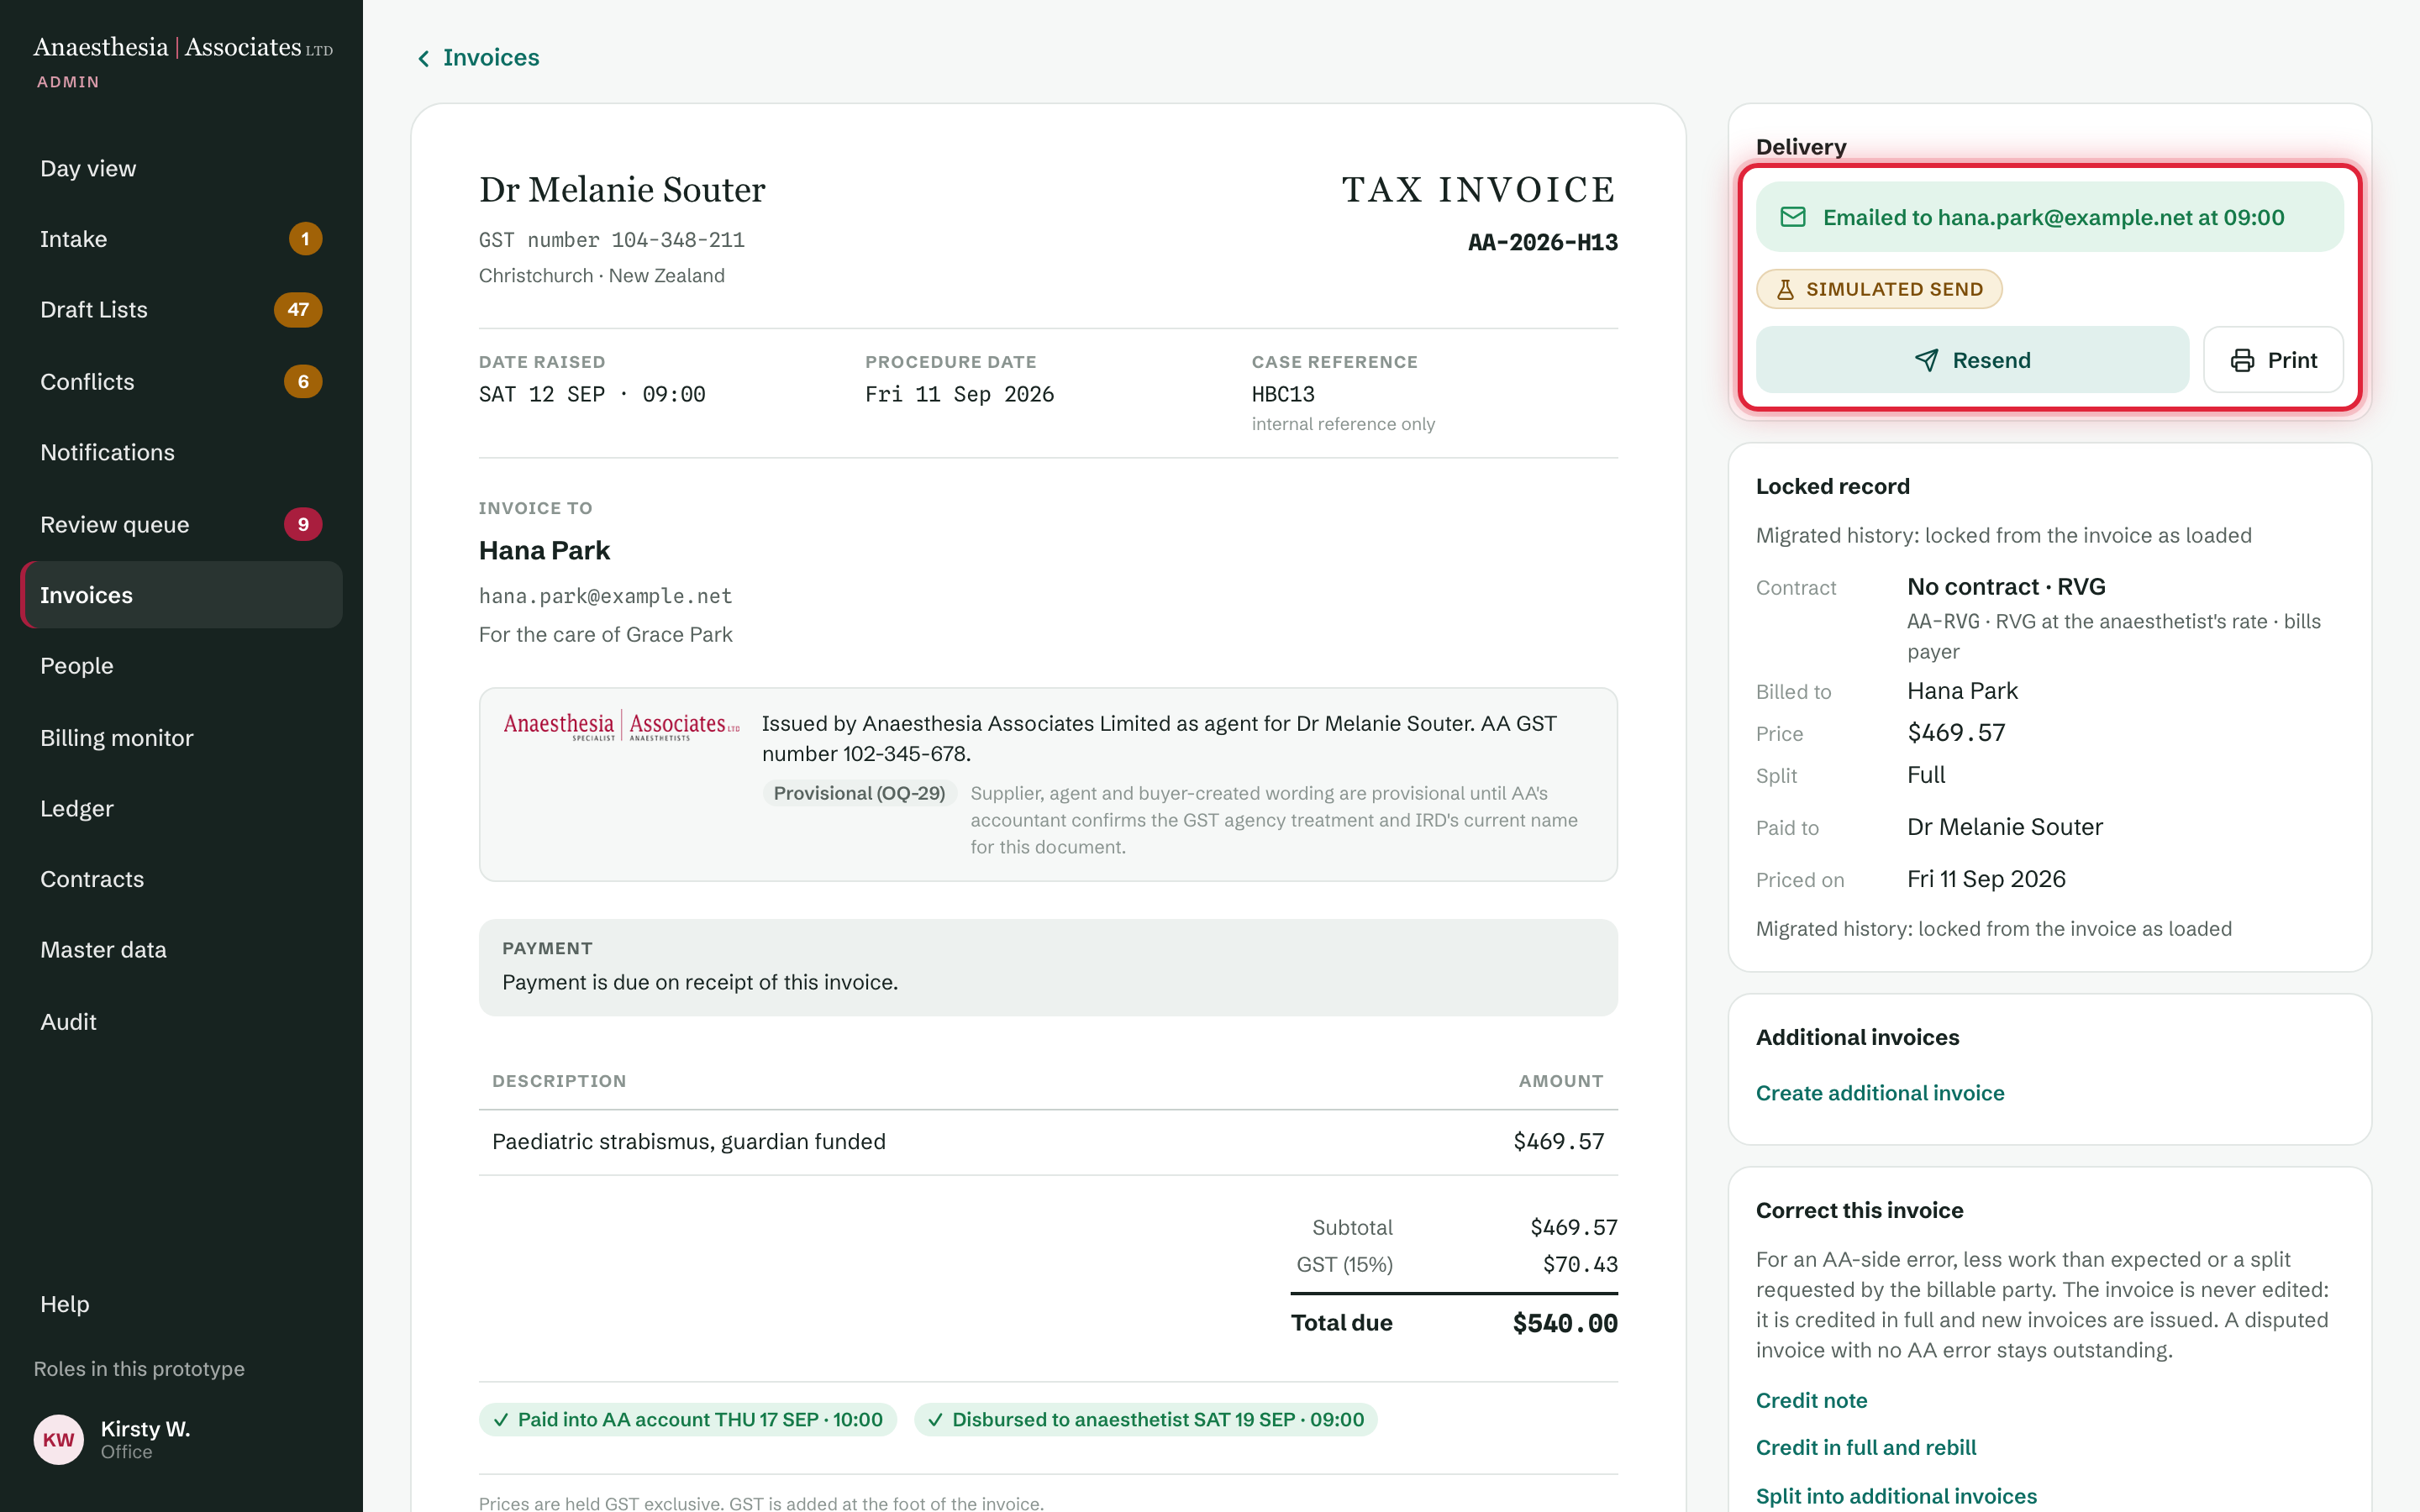 Anaesthesia | Associates LTD
ADMIN
Day view
Intake 1
Draft Lists 47
Conflicts 6
Notifications
Review queue 9
Invoices
People
Billing monitor
Ledger
Contracts
Master data
Audit
Help
Roles in this prototype
KW Kirsty W.
Office
Invoices
Dr Melanie Souter
GST number 104-348-211
Christchurch · New Zealand
TAX INVOICE
AA-2026-H13
DATE RAISED
SAT 12 SEP · 09:00
PROCEDURE DATE
Fri 11 Sep 2026
CASE REFERENCE
HBC13
internal reference only
INVOICE TO
Hana Park
hana.park@example.net
For the care of Grace Park
Anaesthesia | Associates LTD
SPECIALIST ANAESTHETISTS
Issued by Anaesthesia Associates Limited as agent for Dr Melanie Souter. AA GST
number 102-345-678.
Provisional (OQ-29)
Supplier, agent and buyer-created wording are provisional until AA's
accountant confirms the GST agency treatment and IRD's current name
for this document.
PAYMENT
Payment is due on receipt of this invoice.
DESCRIPTION AMOUNT
Paediatric strabismus, guardian funded $469.57
Subtotal $469.57
GST (15%) $70.43
Total due $540.00
Paid into AA account THU 17 SEP · 10:00
Disbursed to anaesthetist SAT 19 SEP · 09:00
Prices are held GST exclusive. GST is added at the foot of the invoice.
Delivery
Emailed to hana.park@example.net at 09:00
SIMULATED SEND
Resend
Print
Locked record
Migrated history: locked from the invoice as loaded
Contract No contract · RVG
AA-RVG · RVG at the anaesthetist's rate · bills
payer
Billed to Hana Park
Price $469.57
Split Full
Paid to Dr Melanie Souter
Priced on Fri 11 Sep 2026
Migrated history: locked from the invoice as loaded
Additional invoices
Create additional invoice
Correct this invoice
For an AA-side error, less work than expected or a split
requested by the billable party. The invoice is never edited:
it is credited in full and new invoices are issued. A disputed
invoice with no AA error stays outstanding.
Credit note
Credit in full and rebill
Split into additional invoices